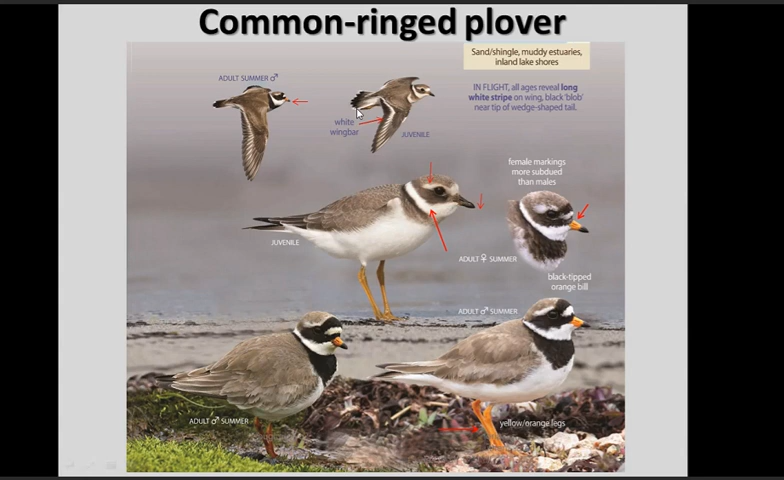 Common-ringed plover
Sand/shingle, muddy estuaries,
inland lake shores
ADULT SUMMER ♂
IN FLIGHT, all ages reveal long
white stripe on wing, black 'blob'
near tip of wedge-shaped tail.
white
wingbar
JUVENILE
female markings
more subdued
than males
JUVENILE
ADULT ♀ SUMMER
black-tipped
orange bill
ADULT ♂ SUMMER
ADULT ♂ SUMMER
yellow/orange legs